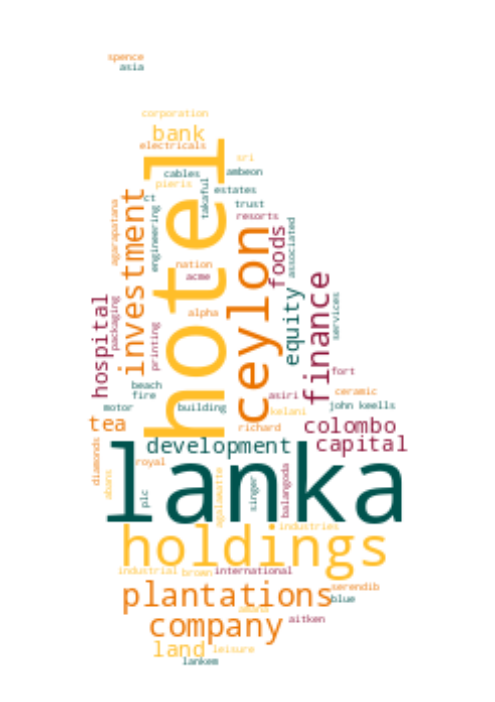 spence
asia
corporation
bank
electricals
sri
cables
ambeon
pieris
takaful
estates
ct
trust
agarapatana
investment
engineering
hotel
resorts
ceylon
foods
associated
nation
acme
equity
finance
services
hospital
packaging
alpha
printing
fort
beach
fire
asiri
ceramic
motor
building
kelani
john keells
tea
richard
colombo
development
capital
diamonds
abans
royal
plc
lanka
agalawatte
singer
balangoda
holdings
industries
industrial
brown
international
plantations
serendib
blue
company
aitken
land
leisure
lankem